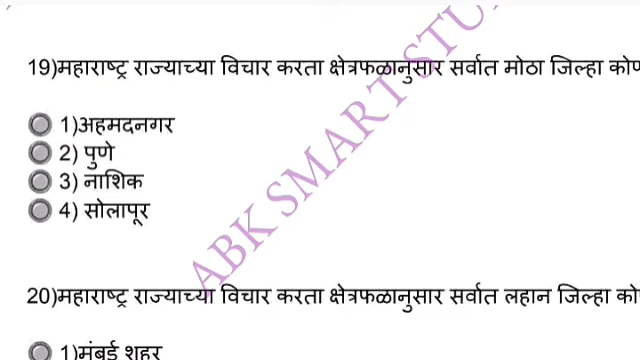 19)महाराष्ट्र राज्याच्या विचार करता क्षेत्रफळानुसार सर्वात मोठा जिल्हा
1)अहमदनगर
2) पुणे
3) नाशिक
4) सोलापूर
ABK SMART
20)महाराष्ट्र राज्याच्या विचार करता क्षेत्रफळानुसार सर्वात लहान जिल्हा
1)मुंबई शहर